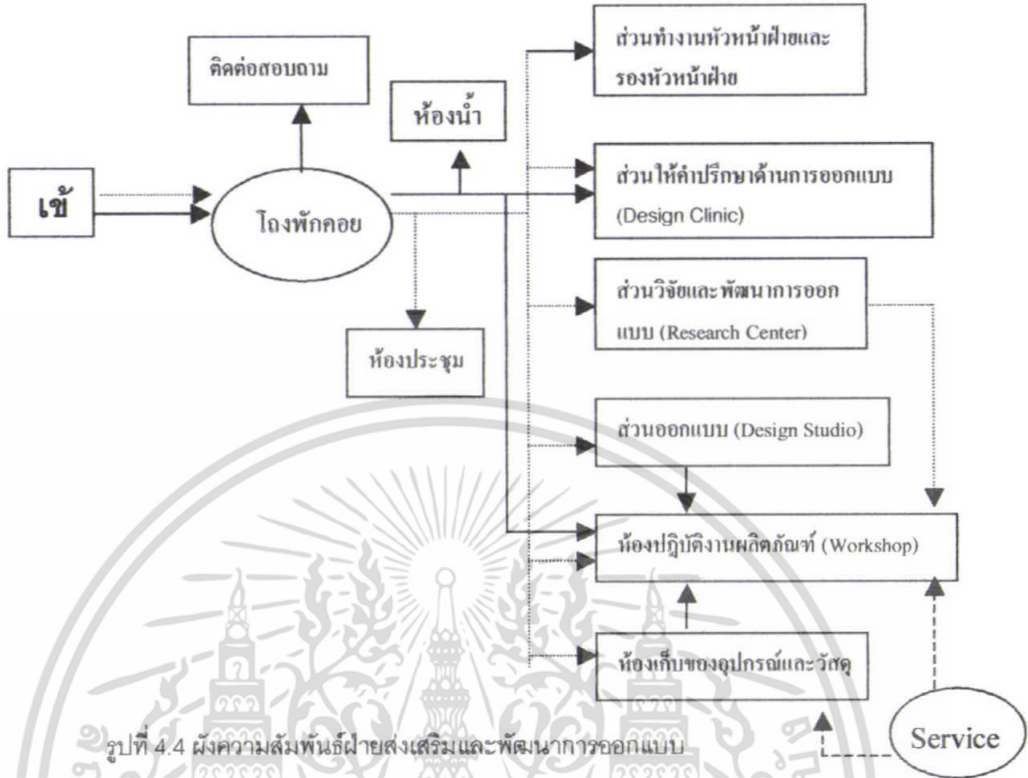 ส่วนทำงานหัวหน้าฝ่ายและ
รองหัวหน้าฝ่าย
ติดต่อสอบถาม
ห้องน้ำ
เข้
โถงพักคอย
ส่วนให้คำปรึกษาด้านการออกแบบ
(Design Clinic)
ส่วนวิจัยและพัฒนาการออก
แบบ (Research Center)
ห้องประชุม
ส่วนออกแบบ (Design Studio)
ห้องปฎิบัติงานผลิตภัณฑ์ (Workshop)
ห้องเก็บของอุปกรณ์และวัสดุ
Service
รูปที่ 4.4 ผังความสัมพันธ์ฝ่ายส่งเสริมและพัฒนาการออกแบบ